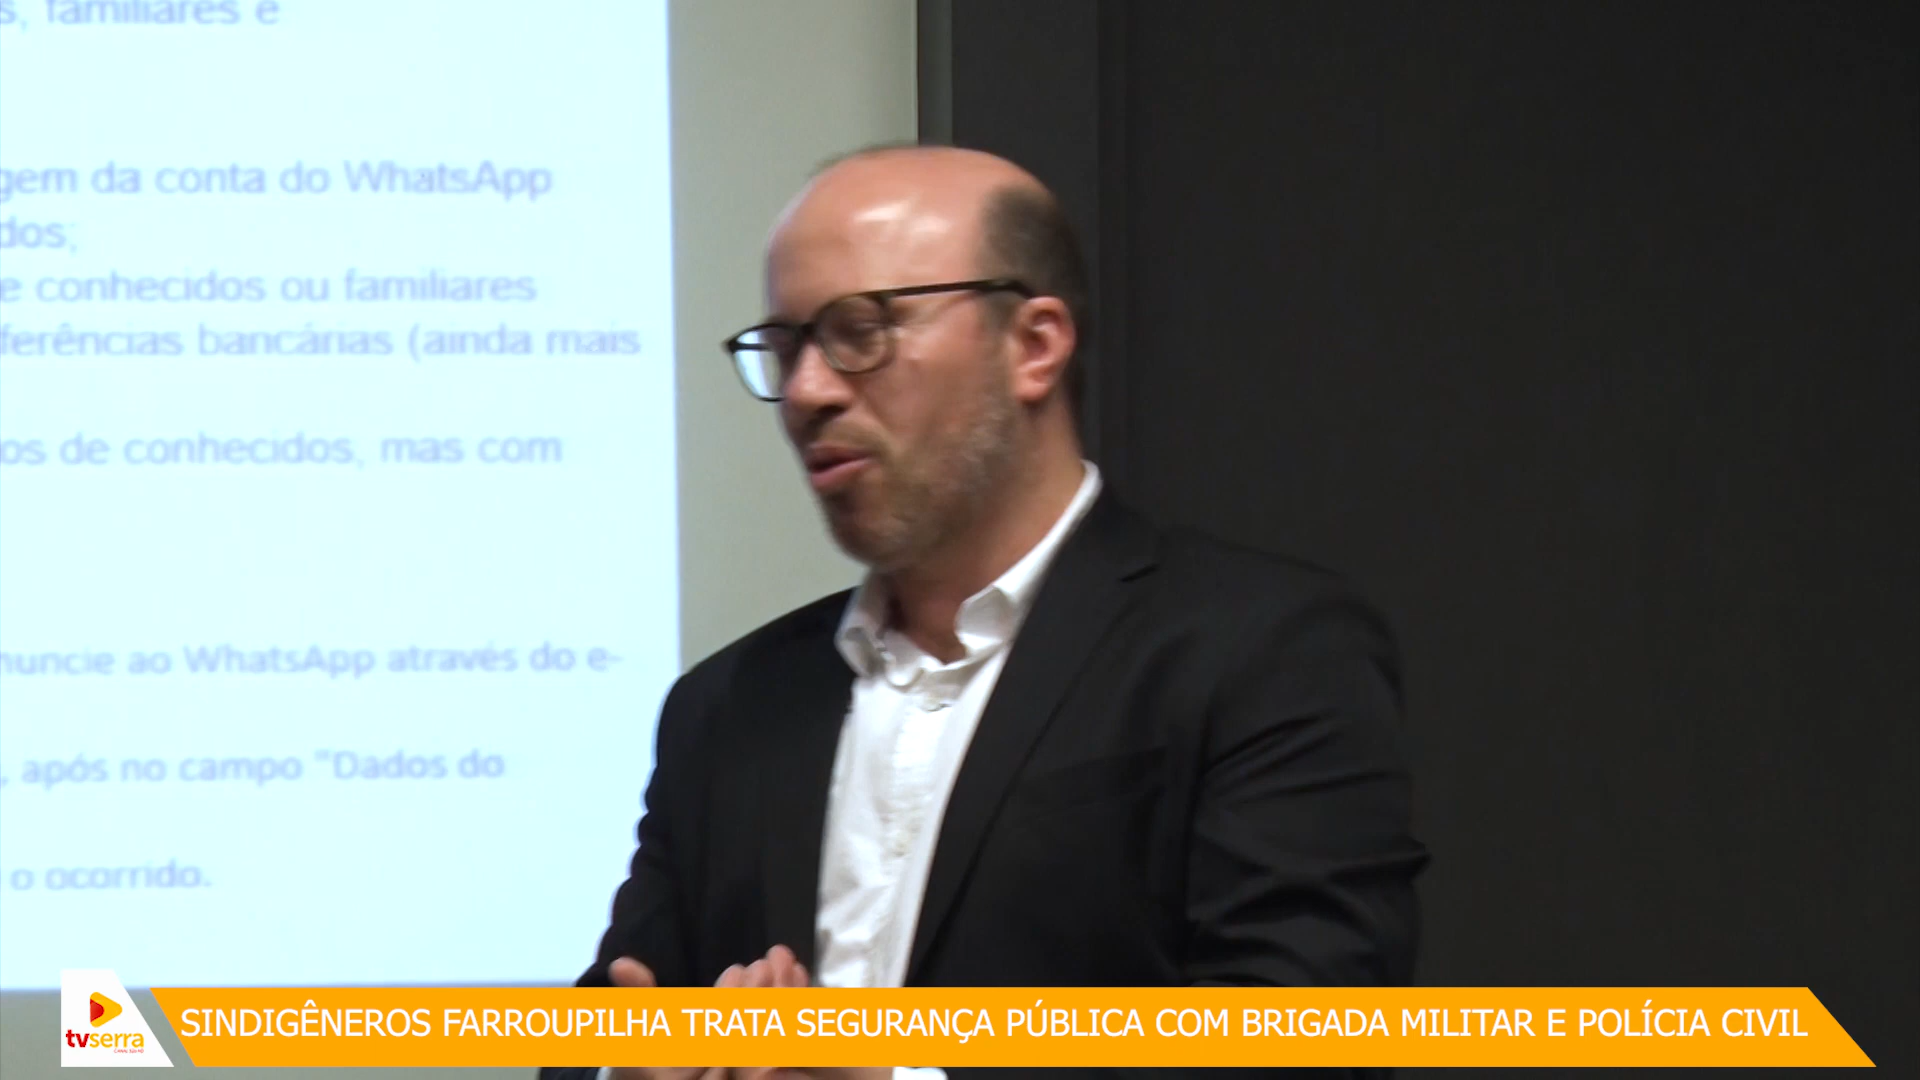 s, familiares e
gem da conta do WhatsApp
dos;
e conhecidos ou familiares
ferências bancárias (ainda mais
os de conhecidos, mas com
nuncie ao WhatsApp através do e-
, após no campo "Dados do
o ocorrido.
tvserra
SINDIGÊNEROS FARROUPILHA TRATA SEGURANÇA PÚBLICA COM BRIGADA MILITAR E POLÍCIA CIVIL